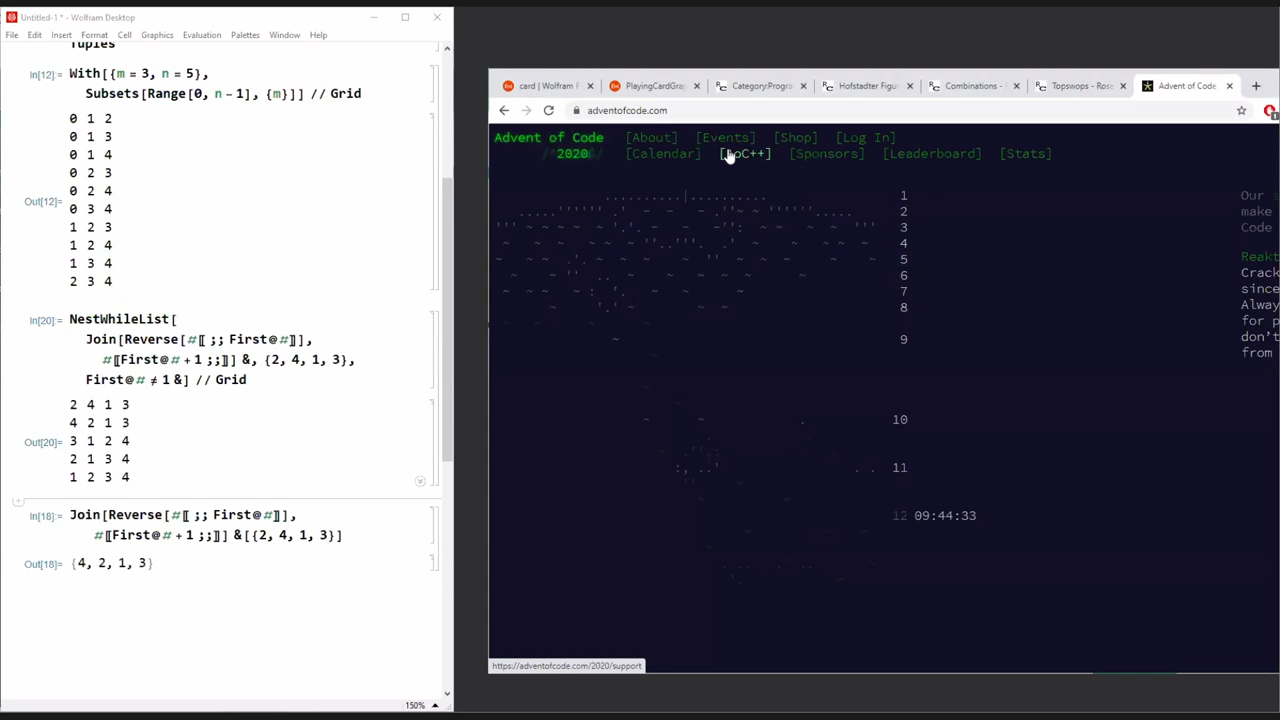 Untitled-1 * - Wolfram Desktop
File Edit Insert Format Cell Graphics Evaluation Palettes Window Help
Tuples
In[12]:= With[{m = 3, n = 5},
Subsets[Range[0, n - 1], {m}]] // Grid
0 1 2
0 1 3
0 1 4
0 2 3
0 2 4
Out[12]=
0 3 4
1 2 3
1 2 4
1 3 4
2 3 4
In[20]:= NestWhileList[
Join[Reverse[#〚 ;; First@#〛],
#〚First@# + 1 ;;〛] &, {2, 4, 1, 3},
First@# ≠ 1 &] // Grid
2 4 1 3
4 2 1 3
Out[20]= 3 1 2 4
2 1 3 4
1 2 3 4
In[18]:= Join[Reverse[#〚 ;; First@#〛],
#〚First@# + 1 ;;〛] &[{2, 4, 1, 3}]
Out[18]= {4, 2, 1, 3}
150%
card | Wolfram F
PlayingCardGra
Category:Progra
Hofstadter Figu
Combinations -
Topswops - Rose
Advent of Code
adventofcode.com
Advent of Code [About] [Events] [Shop] [Log In]
2020 [Calendar] [AoC++] [Sponsors] [Leaderboard] [Stats]
1
2
3
4
5
6
7
8
9
10
11
12 09:44:33
Our
make
Code
Reakt
Crack
since
Alway
for p
don't
from
https://adventofcode.com/2020/support